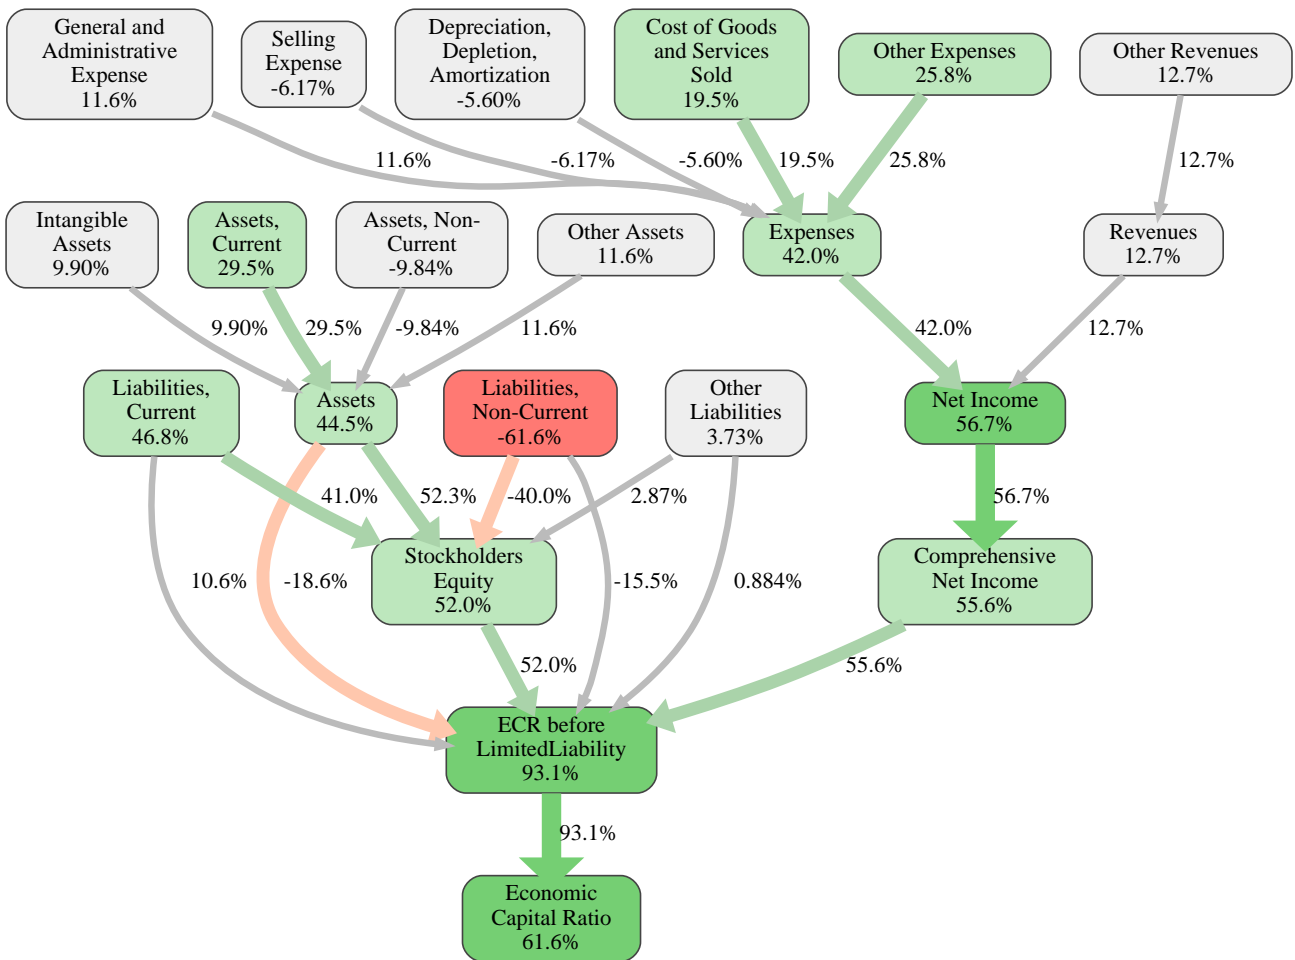 General and
Administrative
Expense
11.6%
Selling
Expense
-6.17%
Depreciation,
Depletion,
Amortization
-5.60%
Cost of Goods
and Services
Sold
19.5%
Other Expenses
25.8%
Other Revenues
12.7%
11.6%
-6.17%
-5.60%
19.5%
25.8%
12.7%
Intangible
Assets
9.90%
Assets,
Current
29.5%
Assets, Non-
Current
-9.84%
Other Assets
11.6%
Expenses
42.0%
Revenues
12.7%
9.90%
29.5%
-9.84%
11.6%
42.0%
12.7%
Liabilities,
Current
46.8%
Assets
44.5%
Liabilities,
Non-Current
-61.6%
Other
Liabilities
3.73%
Net Income
56.7%
41.0%
52.3%
-40.0%
2.87%
56.7%
10.6%
-18.6%
Stockholders
Equity
52.0%
-15.5%
0.884%
Comprehensive
Net Income
55.6%
52.0%
55.6%
ECR before
LimitedLiability
93.1%
93.1%
Economic
Capital Ratio
61.6%